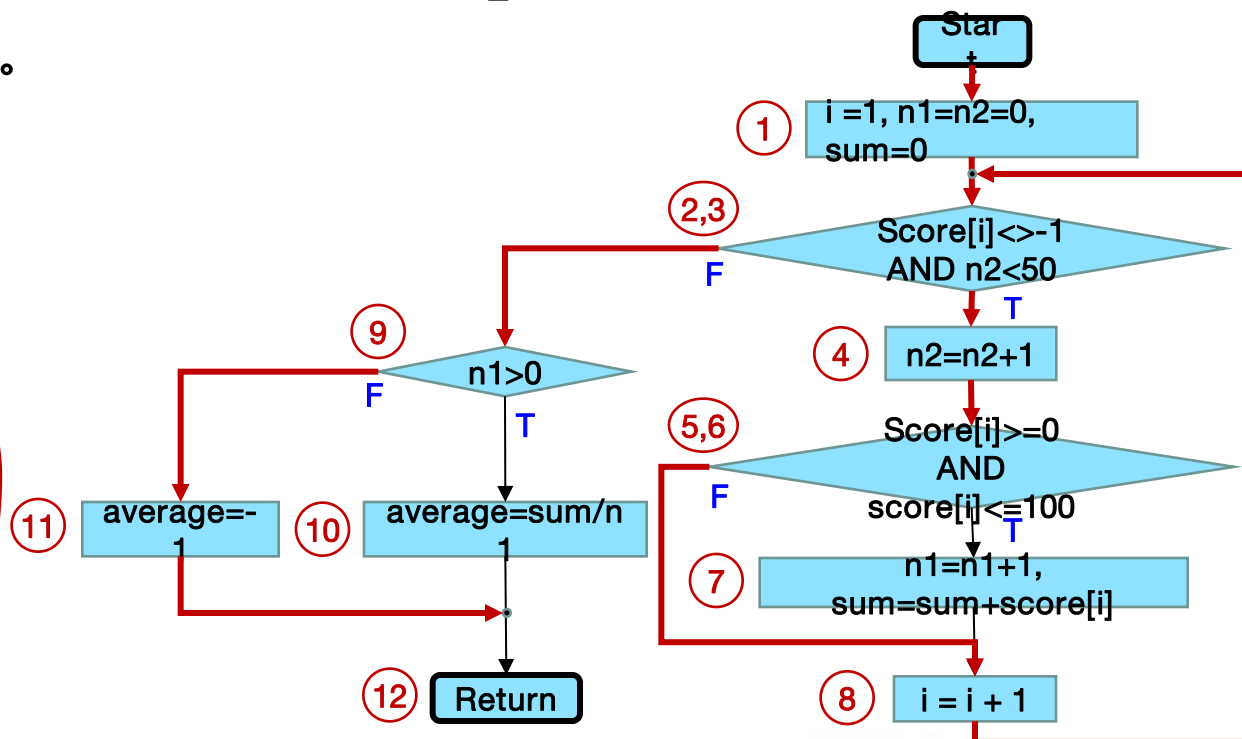 。
Star
t
1
i =1, n1=n2=0,
sum=0
2,3
Score[i]<>-1
AND n2<50
F
T
9
n1>0
F
T
4
n2=n2+1
5,6
Score[i]>=0
AND
score[i]<=100
F
T
11
average=-
1
10
average=sum/n
1
7
n1=n1+1,
sum=sum+score[i]
12
Return
8
i = i + 1